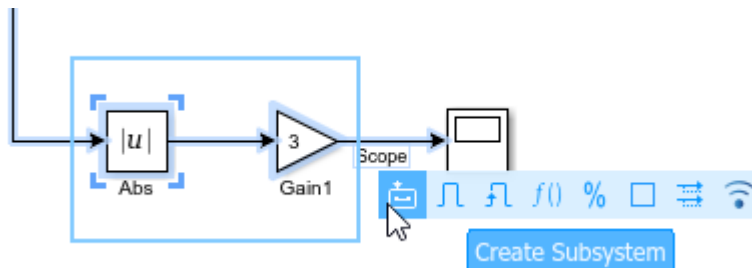 |u|
3
Abs
Gain1
Scope
f()
%
Create Subsystem